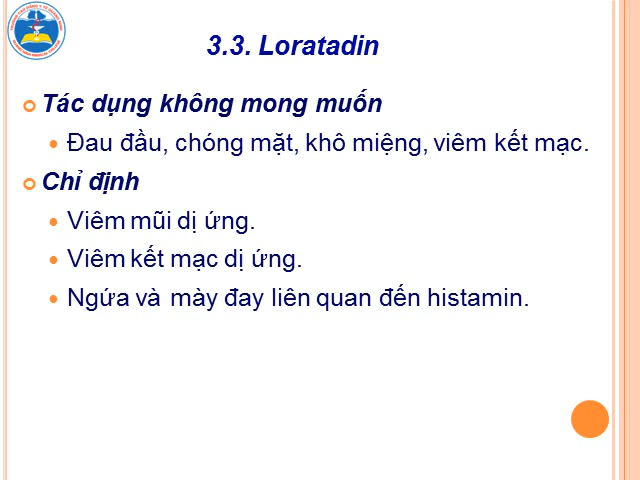 3.3. Loratadin
Tác dụng không mong muốn
Đau đầu, chóng mặt, khô miệng, viêm kết mạc.
Chỉ định
Viêm mũi dị ứng.
Viêm kết mạc dị ứng.
Ngứa và mày đay liên quan đến histamin.